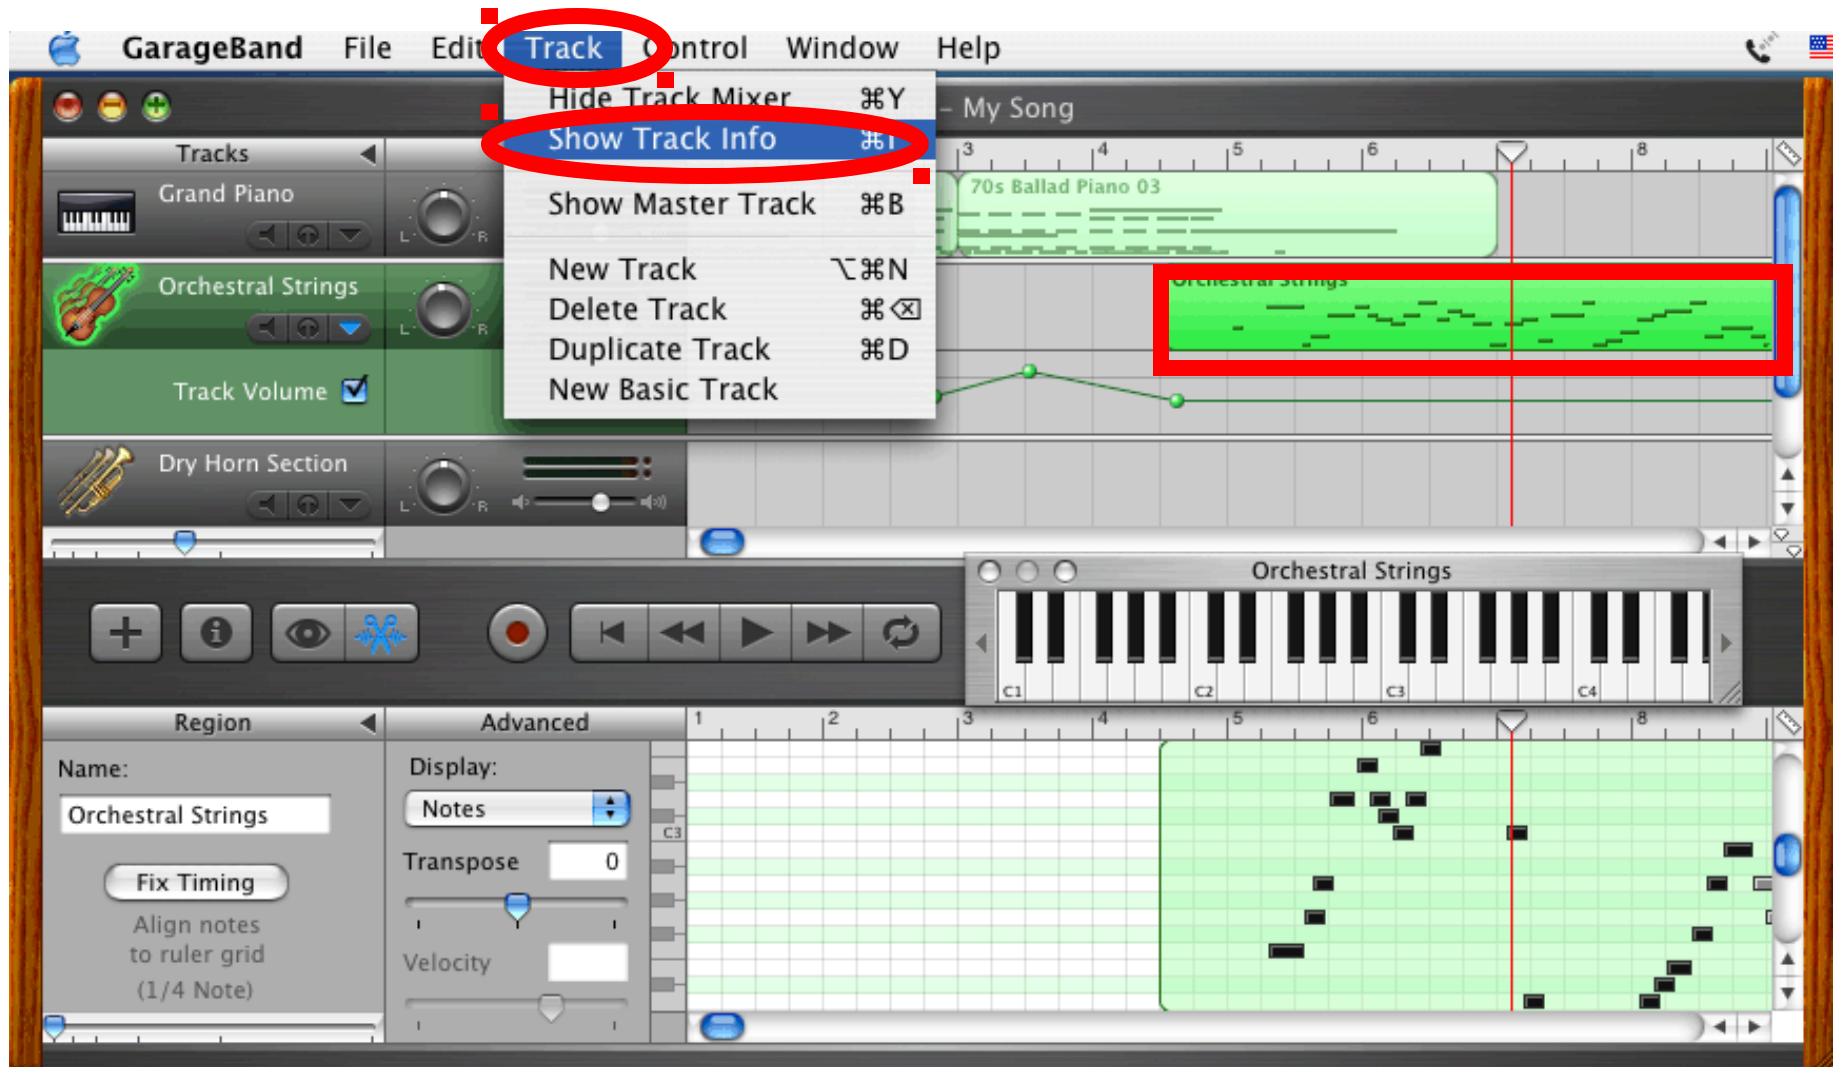 GarageBand File Edit Track Control Window Help
Hide Track Mixer ⌘Y
Show Track Info ⌘I
Show Master Track ⌘B
New Track ⌥⌘N
Delete Track ⌘⌫
Duplicate Track ⌘D
New Basic Track
– My Song
Tracks
3 4 5 6 8
Grand Piano
L R
70s Ballad Piano 03
Orchestral Strings
L R
Orchestral Strings
Track Volume
Dry Horn Section
L R
Orchestral Strings
C1 C2 C3 C4
Region
Advanced
1 2 3 4 5 6 8
Name:
Orchestral Strings
Fix Timing
Align notes
to ruler grid
(1/4 Note)
Display:
Notes
Transpose 0
Velocity
C3